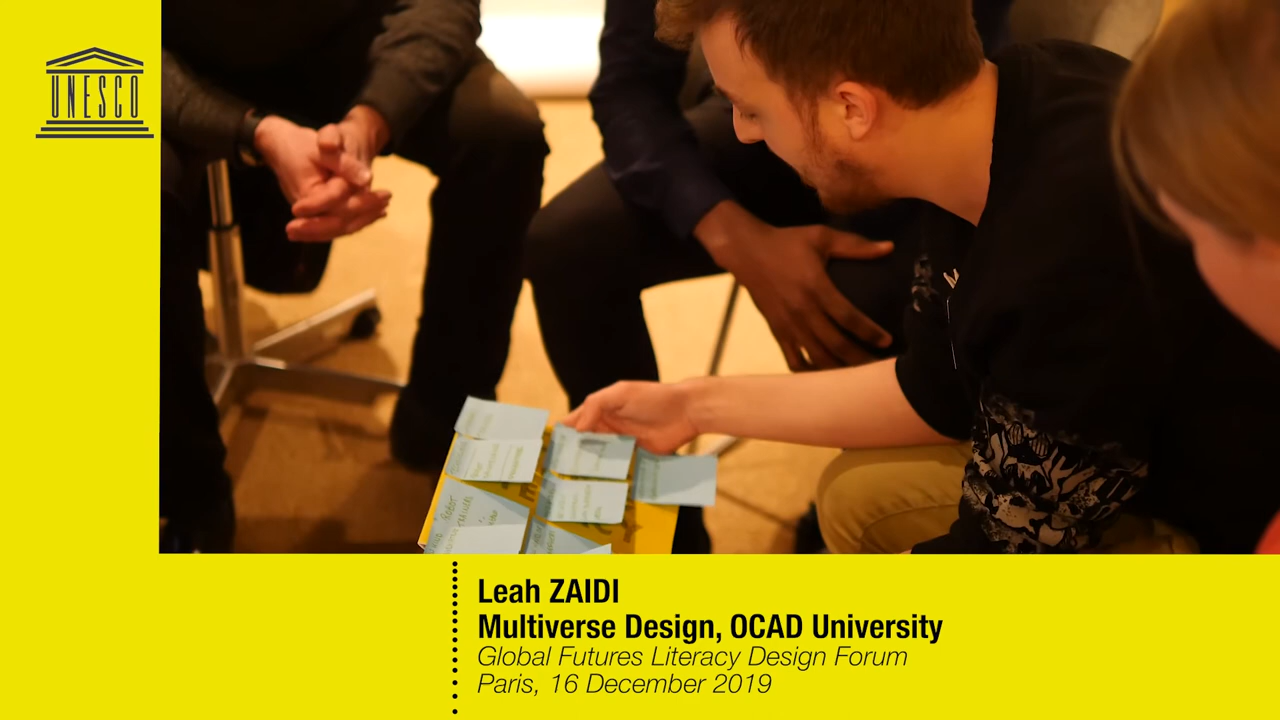 UNESCO
Leah ZAIDI
Multiverse Design, OCAD University
Global Futures Literacy Design Forum
Paris, 16 December 2019